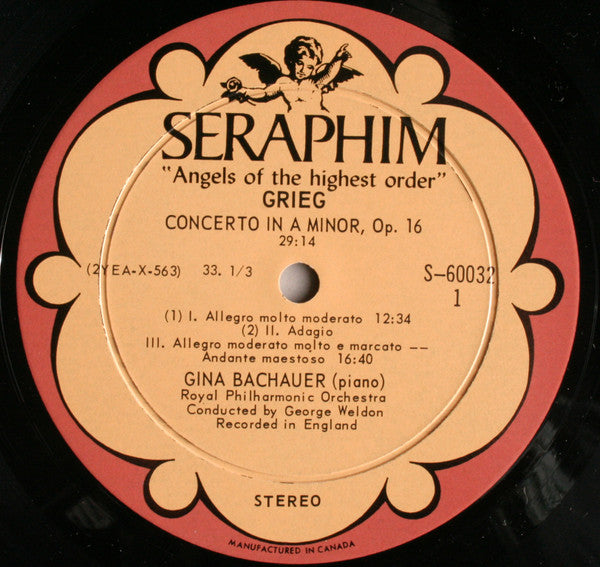 SERAPHIM
"Angels of the highest order"
GRIEG
CONCERTO IN A MINOR, Op. 16
29:14
(2YEA-X-563) 33. 1/3 S-60032
1
(1) I. Allegro molto moderato 12:34
(2) II. Adagio
III. Allegro moderato molto e marcato --
Andante maestoso 16:40
GINA BACHAUER (piano)
Royal Philharmonic Orchestra
Conducted by George Weldon
Recorded in England
STEREO
MANUFACTURED IN CANADA